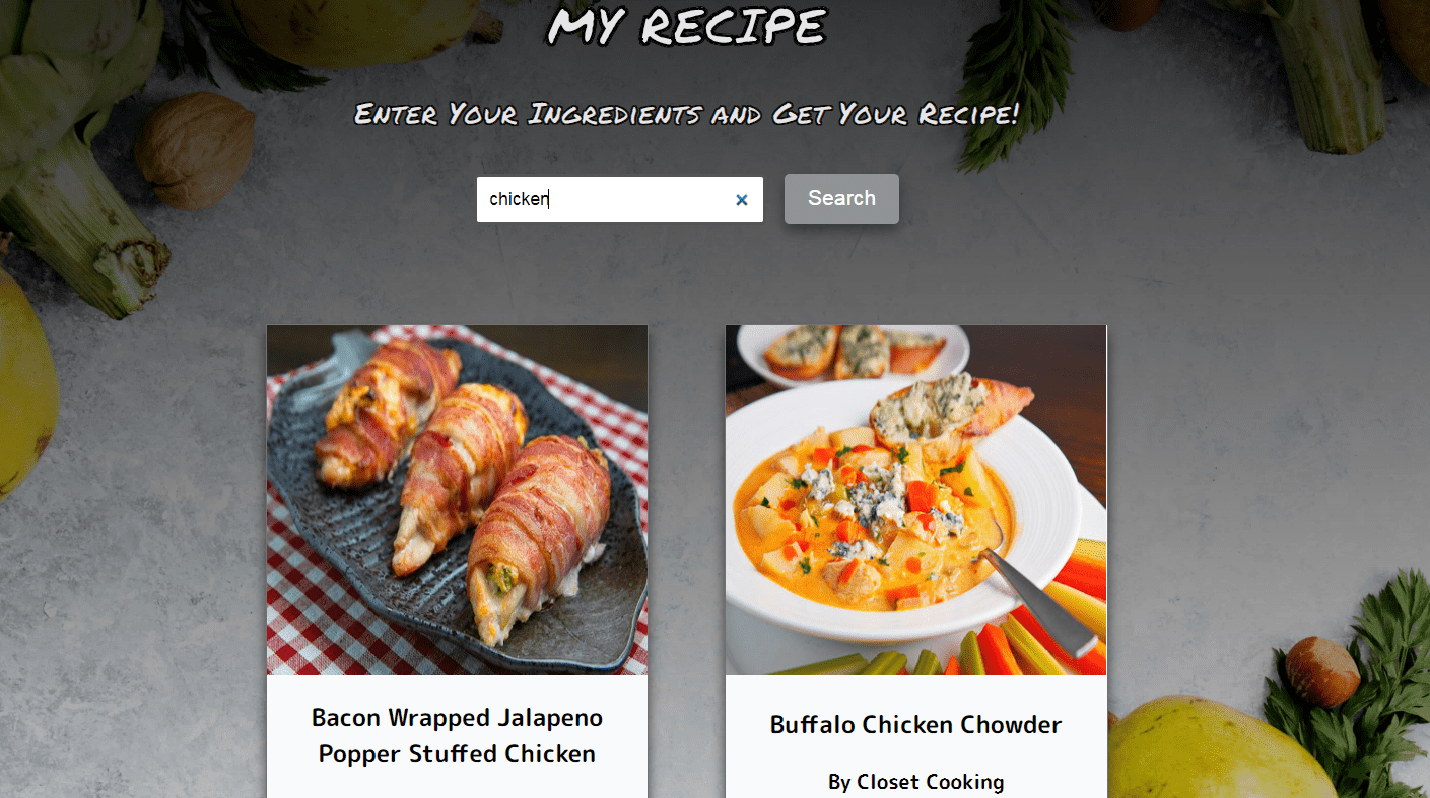 MY RECIPE
Enter Your Ingredients and Get Your Recipe!
chicken
Search
Bacon Wrapped Jalapeno
Popper Stuffed Chicken
Buffalo Chicken Chowder
By Closet Cooking